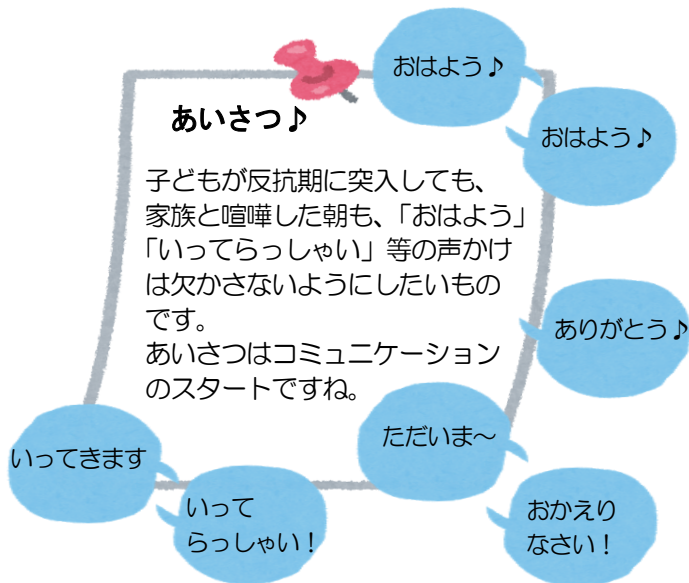 おはよう♪
おはよう♪
あいさつ♪
子どもが反抗期に突入しても、
家族と喧嘩した朝も、「おはよう」
「いってらっしゃい」等の声かけ
は欠かさないようにしたいもの
です。
あいさつはコミュニケーション
のスタートですね。
ありがとう♪
ただいま～
おかえり
なさい！
いってきます
いって
らっしゃい！